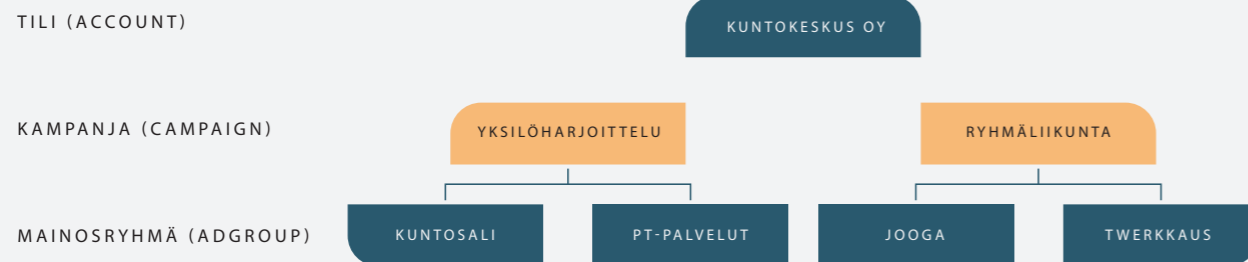 TILI (ACCOUNT)
KUNTOKESKUS OY
KAMPANJA (CAMPAIGN)
YKSILÖHARJOITTELU
RYHMÄLIIKUNTA
MAINOSRYHMÄ (ADGROUP)
KUNTOSALI
PT-PALVELUT
JOOGA
TWERKKAUS